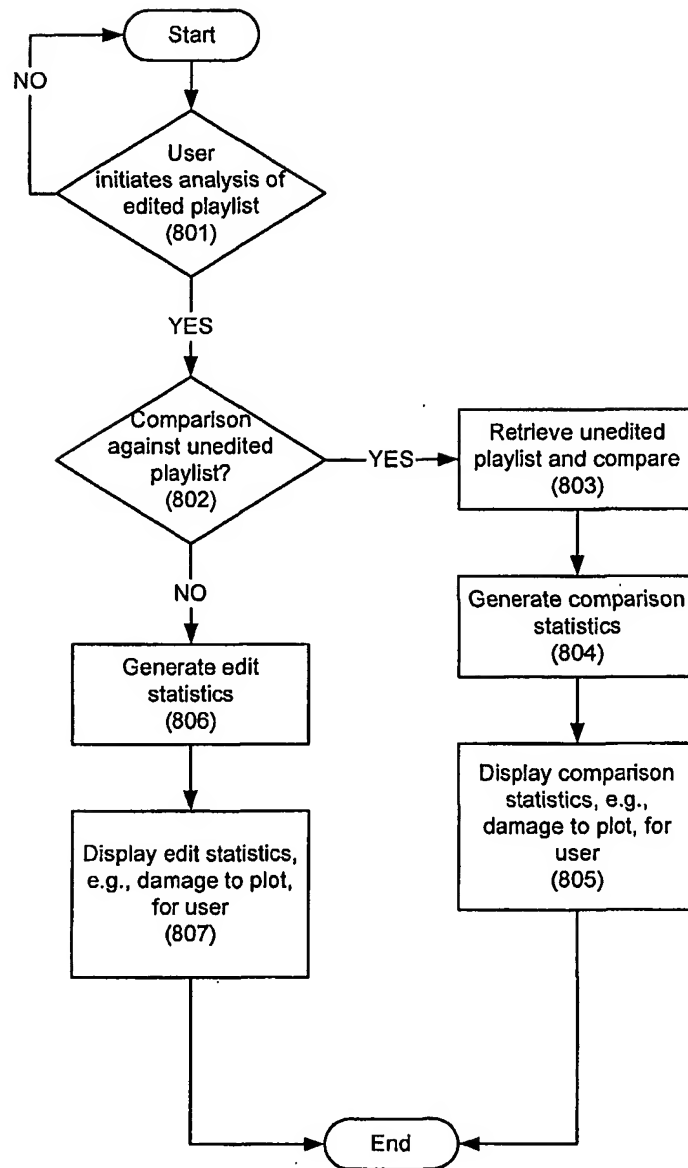 Start
NO
User
initiates analysis of
edited playlist
(801)
YES
Comparison
against unedited
playlist?
(802)
YES
Retrieve unedited
playlist and compare
(803)
NO
Generate comparison
statistics
(804)
Generate edit
statistics
(806)
Display comparison
statistics, e.g.,
damage to plot, for
user
(805)
Display edit statistics,
e.g., damage to plot,
for user
(807)
End